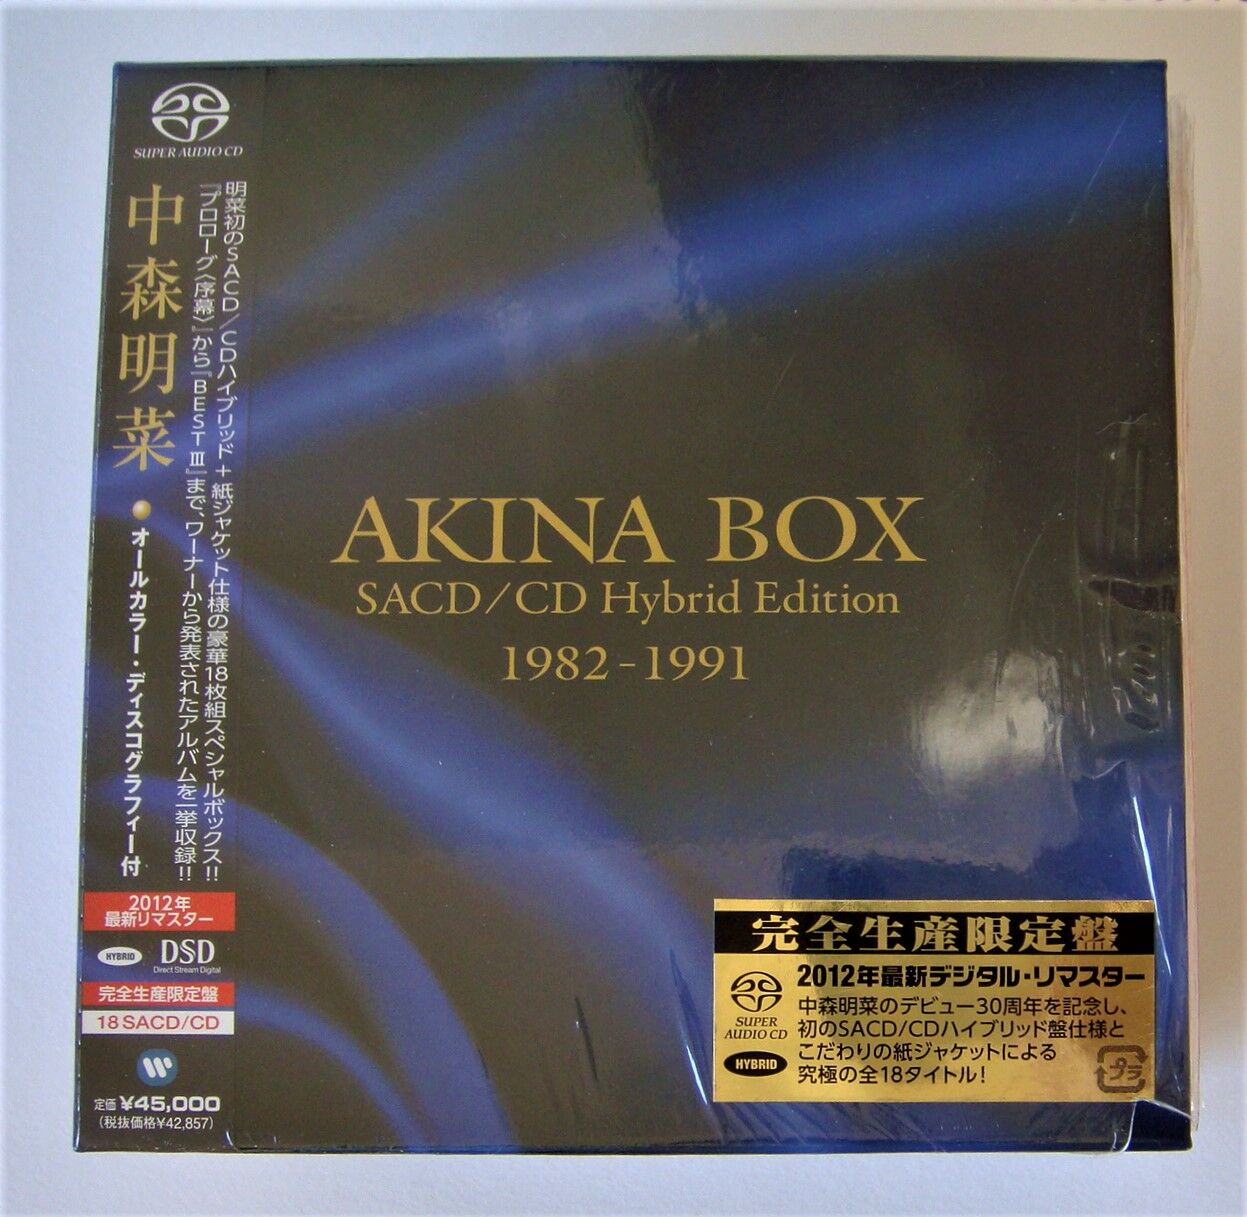 SUPER AUDIO CD
中森明菜
●オールカラー・ディスコグラフィー付
明菜初のSACD/CDハイブリッド+紙ジャケット仕様の豪華18枚組スペシャルボックス!!
『プロローグ〈序幕〉』から『BEST Ⅲ』まで、ワーナーから発表されたアルバムを一挙収録!!
2012年
最新リマスター
HYBRID
DSD
Direct Stream Digital
完全生産限定盤
18 SACD/CD
定価 ¥45,000
(税抜価格¥42,857)
AKINA BOX
SACD/CD Hybrid Edition
1982-1991
完全生産限定盤
2012年最新デジタル・リマスター
中森明菜のデビュー30周年を記念し、
初のSACD/CDハイブリッド盤仕様と
こだわりの紙ジャケットによる
究極の全18タイトル!
SUPER
AUDIO CD
HYBRID
プラ